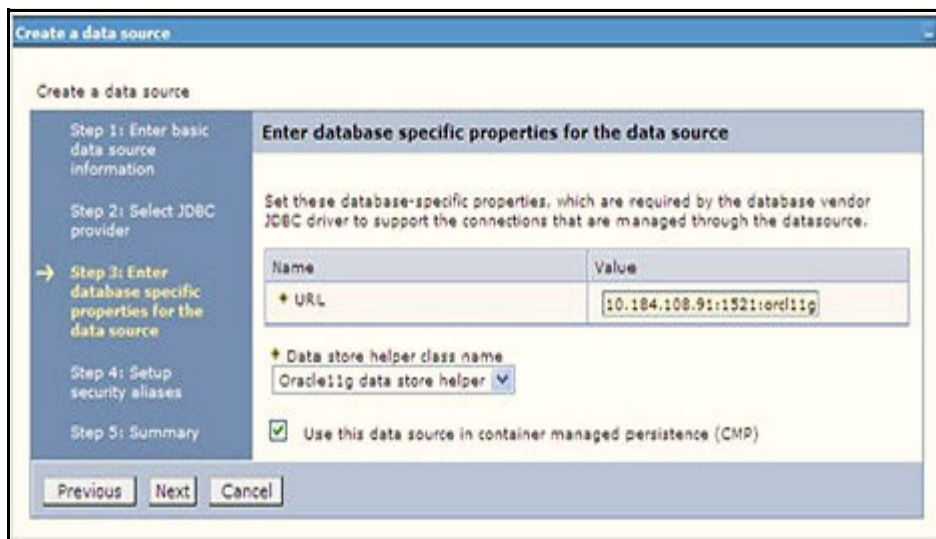 Create a data source
Create a data source
Step 1: Enter basic
data source
information
Step 2: Select JDBC
provider
Step 3: Enter
database specific
properties for the
data source
Step 4: Setup
security aliases
Step 5: Summary
Enter database specific properties for the data source
Set these database-specific properties, which are required by the database vendor
JDBC driver to support the connections that are managed through the datasource.
Name Value
URL 10.184.108.91:1521:orcl11g
Data store helper class name
Oracle11g data store helper
Use this data source in container managed persistence (CMP)
Previous Next Cancel